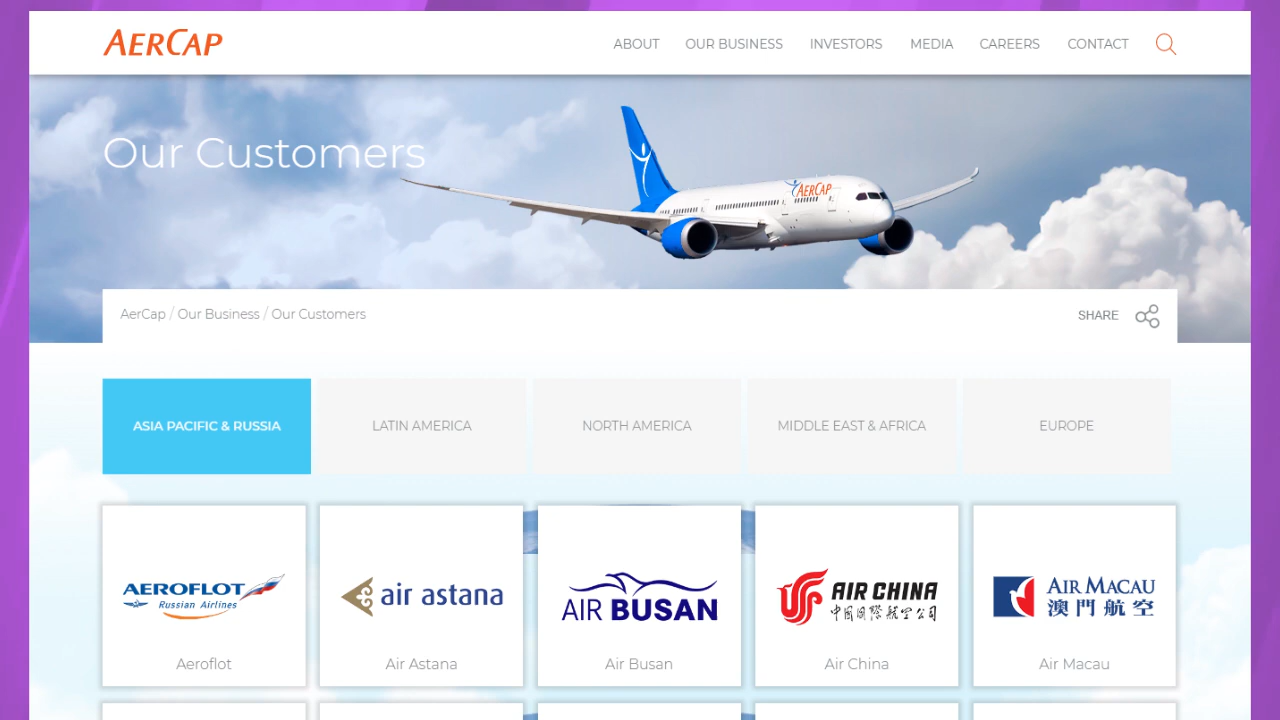 AERCAP
ABOUT OUR BUSINESS INVESTORS MEDIA CAREERS CONTACT
Our Customers
AERCAP
AerCap / Our Business / Our Customers
SHARE
ASIA PACIFIC & RUSSIA
LATIN AMERICA
NORTH AMERICA
MIDDLE EAST & AFRICA
EUROPE
AEROFLOT
Russian Airlines
Aeroflot
air astana
Air Astana
AIR BUSAN
Air Busan
AIR CHINA
中国国际航空公司
Air China
AIR MACAU
澳門航空
Air Macau